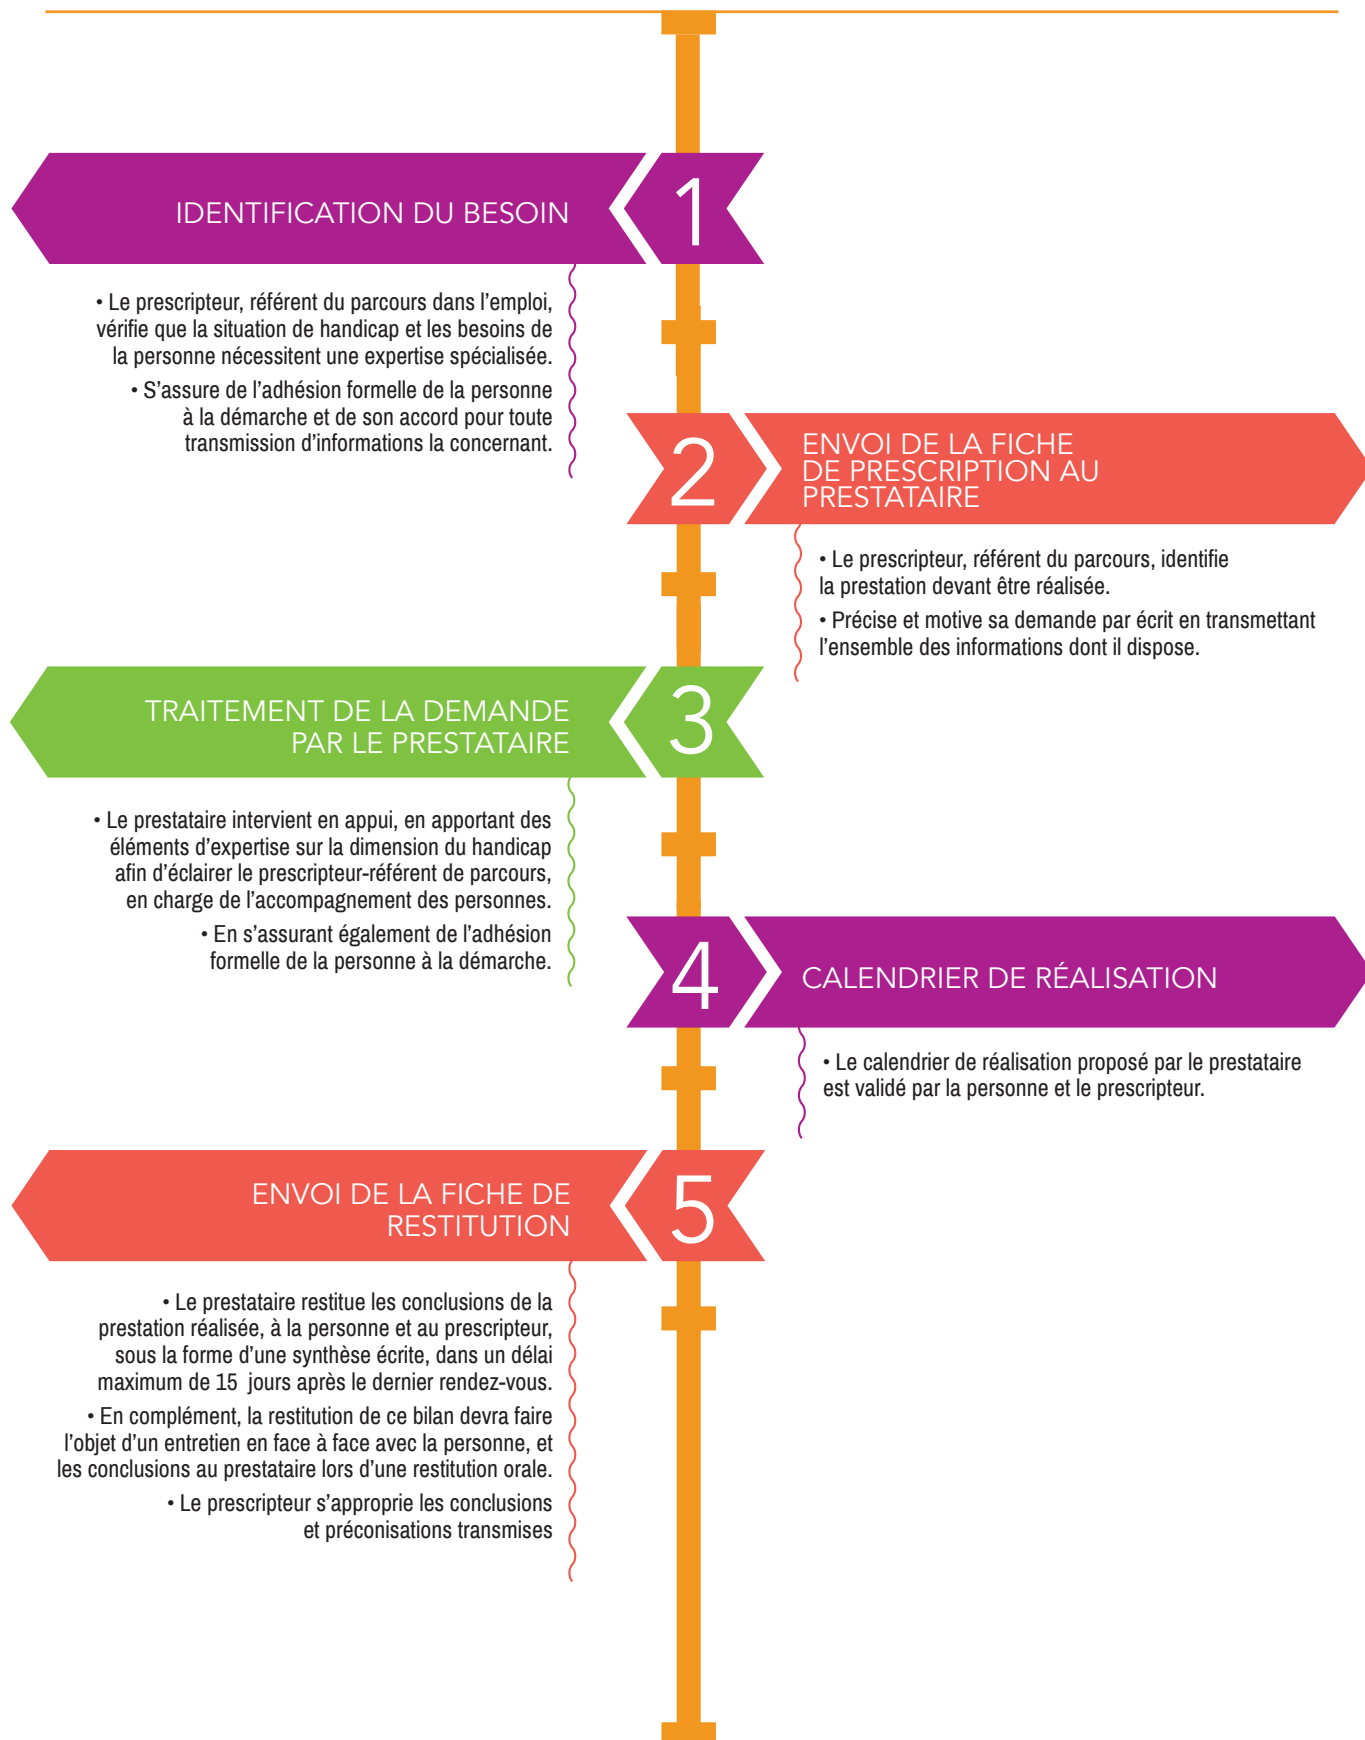 1
IDENTIFICATION DU BESOIN
• Le prescripteur, référent du parcours dans l’emploi,
vérifie que la situation de handicap et les besoins de
la personne nécessitent une expertise spécialisée.
• S’assure de l’adhésion formelle de la personne
à la démarche et de son accord pour toute
transmission d’informations la concernant.
2
ENVOI DE LA FICHE
DE PRESCRIPTION AU
PRESTATAIRE
• Le prescripteur, référent du parcours, identifie
la prestation devant être réalisée.
• Précise et motive sa demande par écrit en transmettant
l’ensemble des informations dont il dispose.
3
TRAITEMENT DE LA DEMANDE
PAR LE PRESTATAIRE
• Le prestataire intervient en appui, en apportant des
éléments d’expertise sur la dimension du handicap
afin d’éclairer le prescripteur-référent de parcours,
en charge de l’accompagnement des personnes.
• En s’assurant également de l’adhésion
formelle de la personne à la démarche.
4
CALENDRIER DE RÉALISATION
• Le calendrier de réalisation proposé par le prestataire
est validé par la personne et le prescripteur.
5
ENVOI DE LA FICHE DE
RESTITUTION
• Le prestataire restitue les conclusions de la
prestation réalisée, à la personne et au prescripteur,
sous la forme d’une synthèse écrite, dans un délai
maximum de 15 jours après le dernier rendez-vous.
• En complément, la restitution de ce bilan devra faire
l’objet d’un entretien en face à face avec la personne, et
les conclusions au prestataire lors d’une restitution orale.
• Le prescripteur s’approprie les conclusions
et préconisations transmises